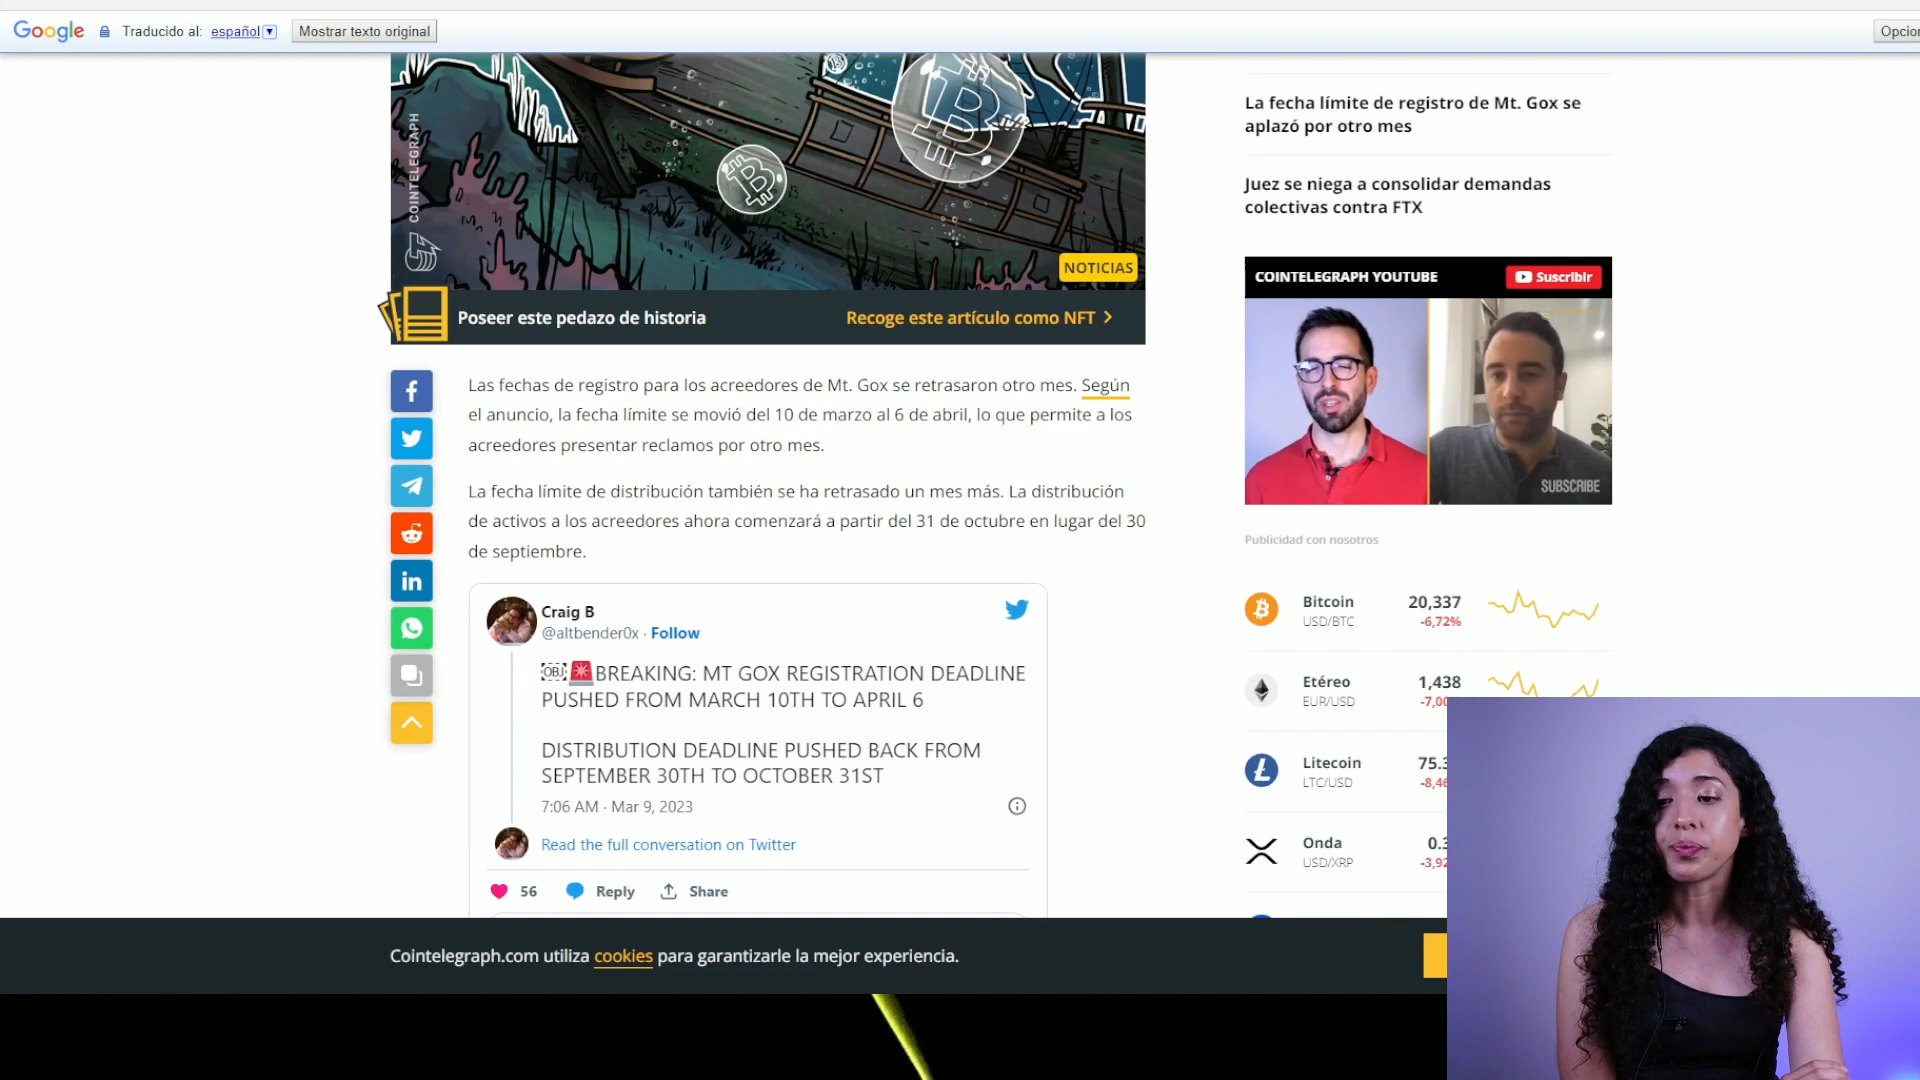 Google Traducido al: español Mostrar texto original Opcion
COINTELEGRAPH
NOTICIAS
Poseer este pedazo de historia Recoge este artículo como NFT >
Las fechas de registro para los acreedores de Mt. Gox se retrasaron otro mes. Según
el anuncio, la fecha límite se movió del 10 de marzo al 6 de abril, lo que permite a los
acreedores presentar reclamos por otro mes.
La fecha límite de distribución también se ha retrasado un mes más. La distribución
de activos a los acreedores ahora comenzará a partir del 31 de octubre en lugar del 30
de septiembre.
Craig B
@altbender0x · Follow
OBJ🚨BREAKING: MT GOX REGISTRATION DEADLINE
PUSHED FROM MARCH 10TH TO APRIL 6
DISTRIBUTION DEADLINE PUSHED BACK FROM
SEPTEMBER 30TH TO OCTOBER 31ST
7:06 AM · Mar 9, 2023
Read the full conversation on Twitter
56 Reply Share
La fecha límite de registro de Mt. Gox se
aplazó por otro mes
Juez se niega a consolidar demandas
colectivas contra FTX
COINTELEGRAPH YOUTUBE Suscribir
SUBSCRIBE
Publicidad con nosotros
Bitcoin 20,337
USD/BTC -6,72%
Etéreo 1,438
EUR/USD -7,0
Litecoin 75.
LTC/USD -8,4
Onda 0.
USD/XRP -3,9
Cointelegraph.com utiliza cookies para garantizarle la mejor experiencia.